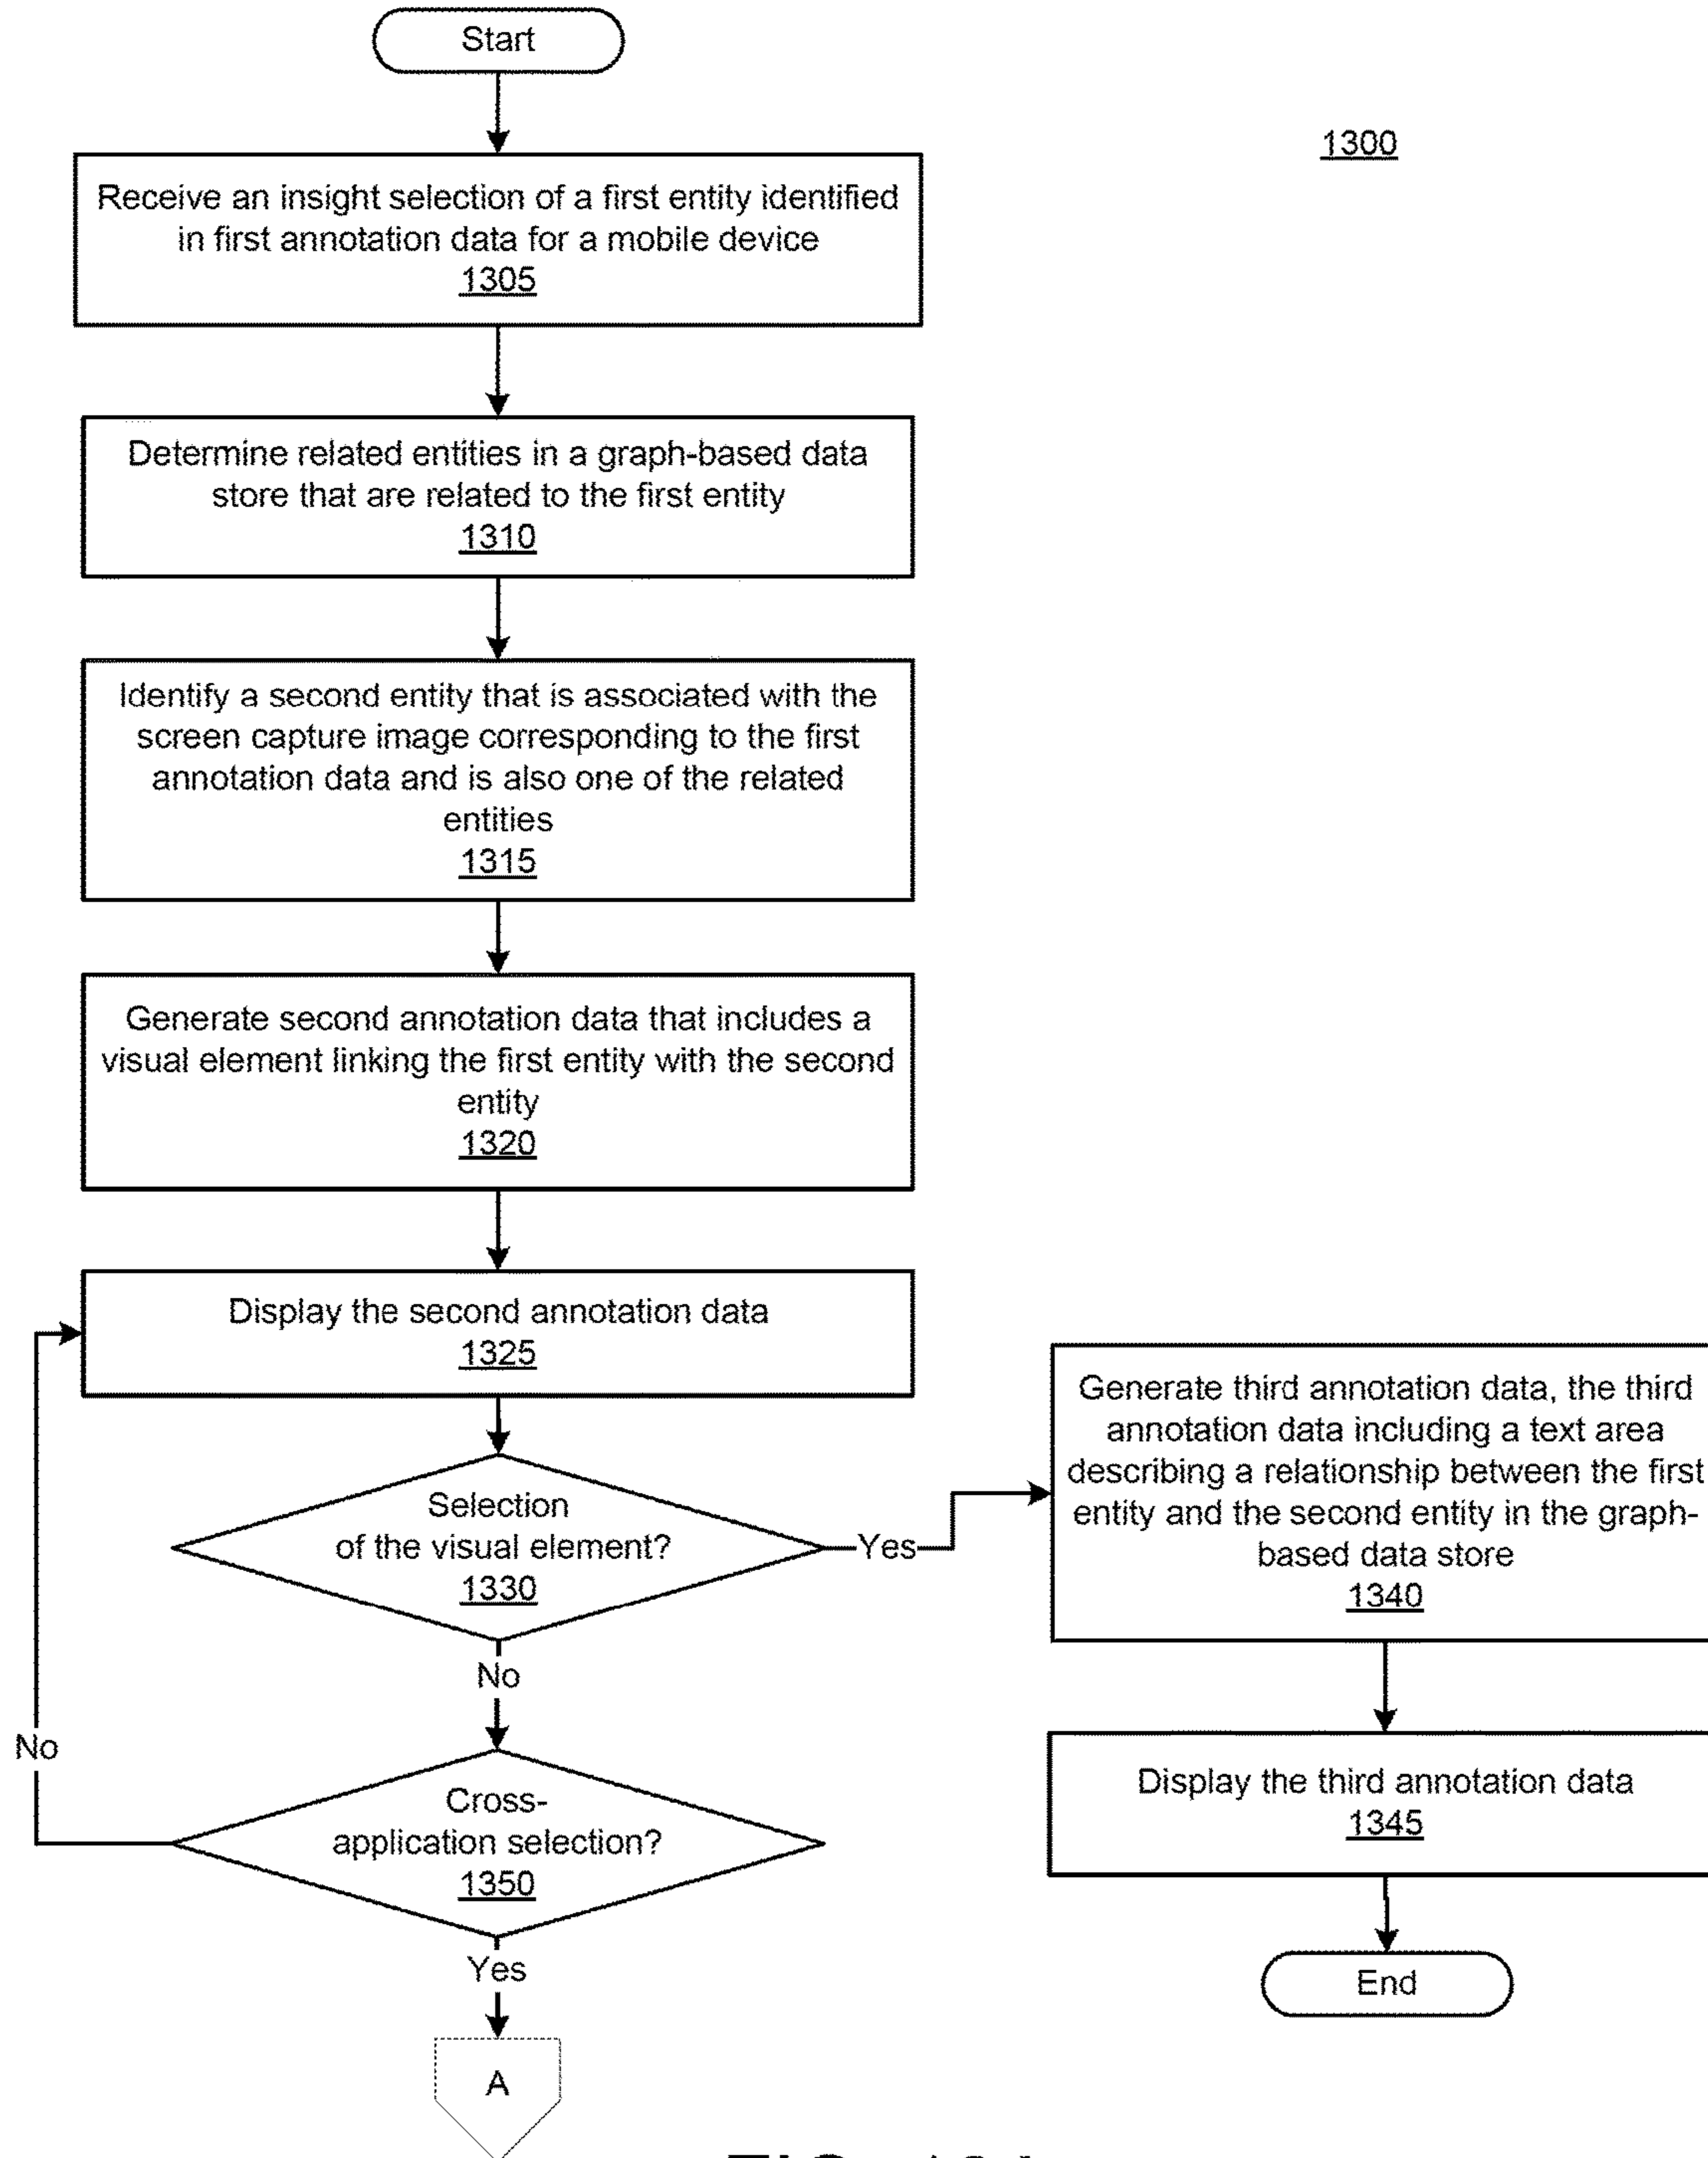 Start
1300
Receive an insight selection of a first entity identified
in first annotation data for a mobile device
1305
Determine related entities in a graph-based data
store that are related to the first entity
1310
Identify a second entity that is associated with the
screen capture image corresponding to the first
annotation data and is also one of the related
entities
1315
Generate second annotation data that includes a
visual element linking the first entity with the second
entity
1320
Display the second annotation data
1325
Selection
of the visual element?
1330
Yes
Generate third annotation data, the third
annotation data including a text area
describing a relationship between the first
entity and the second entity in the graph-
based data store
1340
No
No
Display the third annotation data
1345
Cross-
application selection?
1350
Yes
End
A